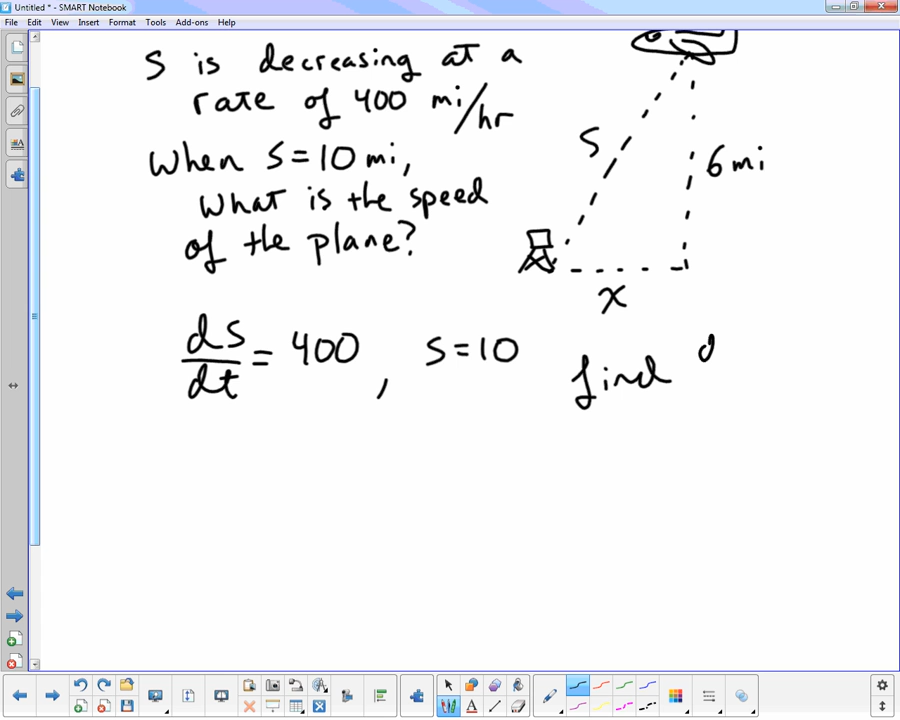 Untitled * - SMART Notebook
File Edit View Insert Format Tools Add-ons Help
S is decreasing at a
rate of 400 mi/hr
When S = 10 mi,
What is the speed
of the plane?
S
6 mi
x
ds/dt = 400, S = 10 find d